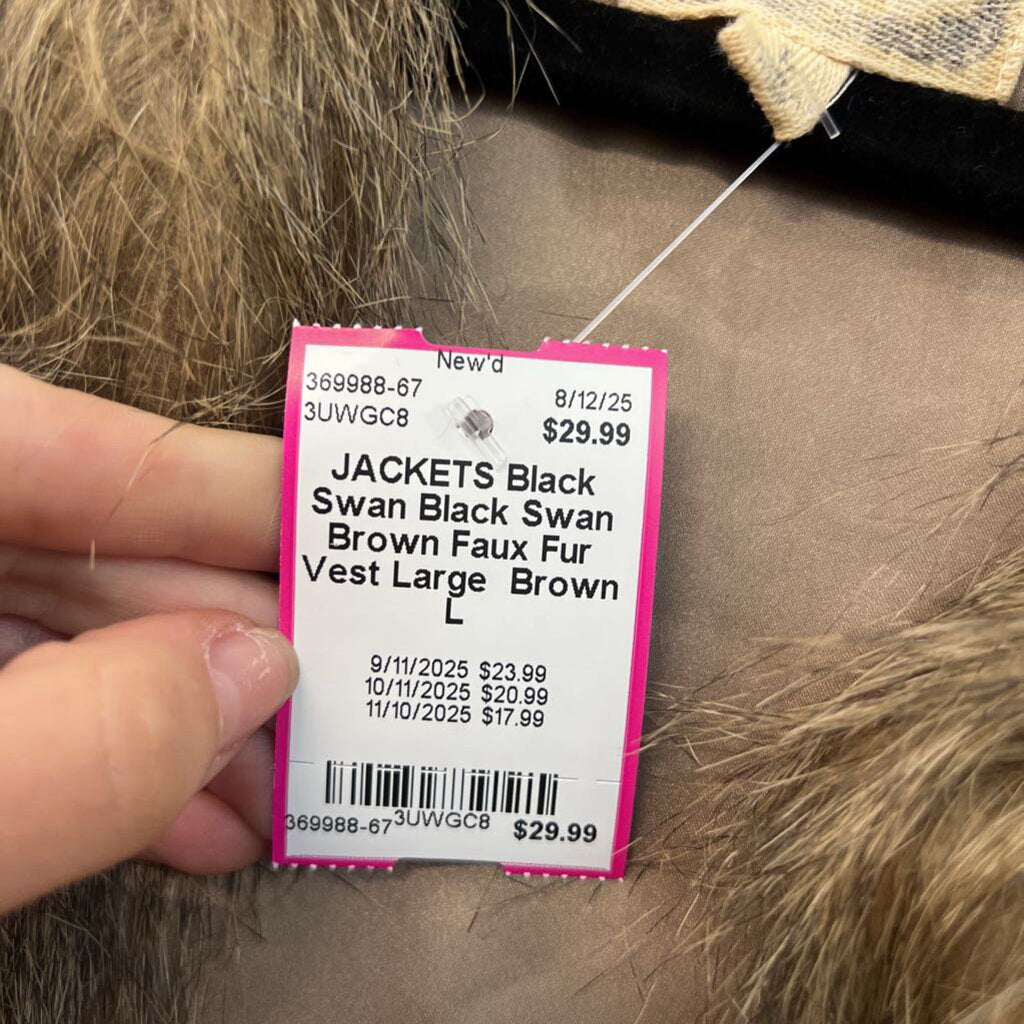 New'd
369988-67 8/12/25
3UWGC8 $29.99
JACKETS Black
Swan Black Swan
Brown Faux Fur
Vest Large Brown
L
9/11/2025 $23.99
10/11/2025 $20.99
11/10/2025 $17.99
369988-67 3UWGC8 $29.99